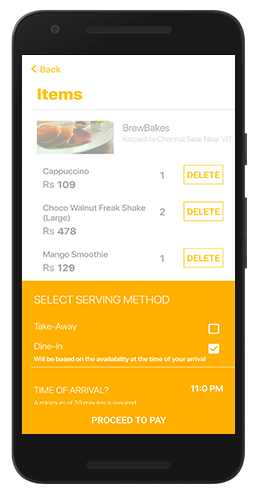 Back
Items
BrewBakes
Katpadi to Chennai Salai, Near VIT
Cappuccino
1
DELETE
Rs 109
Choco Walnut Freak Shake
(Large)
2
DELETE
Rs 478
Mango Smoothie
1
DELETE
Rs 129
SELECT SERVING METHOD
Take-Away
Dine-In
Will be based on the availability at the time of your arrival
TIME OF ARRIVAL?
11:0 PM
A minimum of 20 minutes is required
PROCEED TO PAY